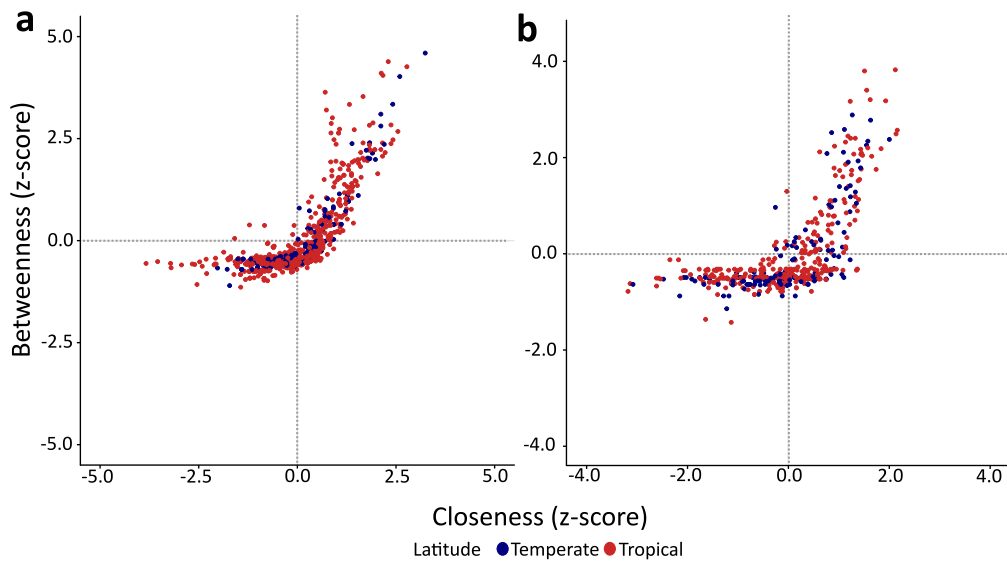 a
b
Betweenness (z-score)
5.0
2.5
0.0
-2.5
-5.0
-5.0 -2.5 0.0 2.5 5.0
4.0
2.0
0.0
-2.0
-4.0
-4.0 -2.0 0.0 2.0 4.0
Closeness (z-score)
Latitude Temperate Tropical